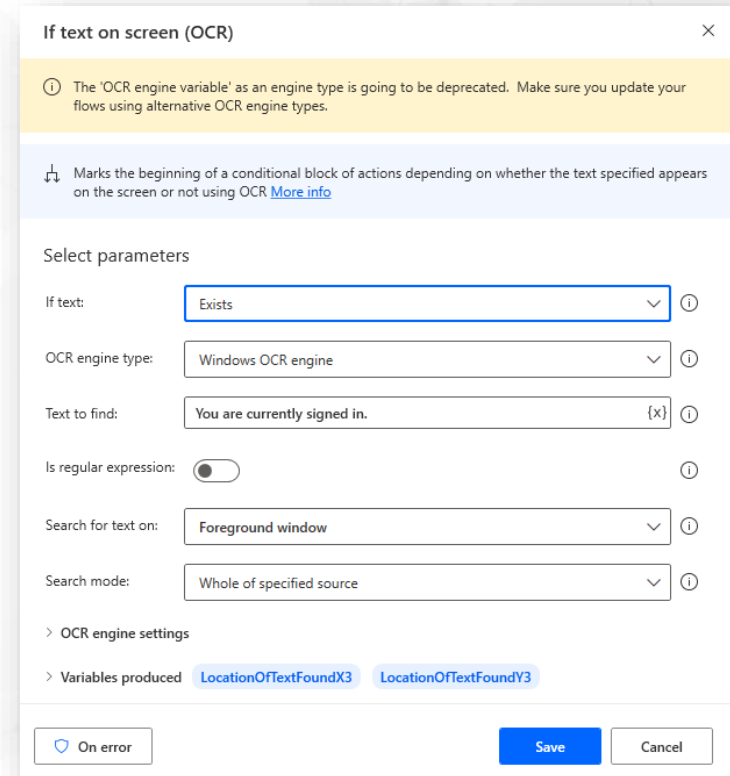 If text on screen (OCR)
The 'OCR engine variable' as an engine type is going to be deprecated. Make sure you update your
flows using alternative OCR engine types.
Marks the beginning of a conditional block of actions depending on whether the text specified appears
on the screen or not using OCR More info
Select parameters
If text:
Exists
OCR engine type:
Windows OCR engine
Text to find:
You are currently signed in.
{x}
Is regular expression:
Search for text on:
Foreground window
Search mode:
Whole of specified source
OCR engine settings
Variables produced LocationOfTextFoundX3 LocationOfTextFoundY3
On error
Save
Cancel